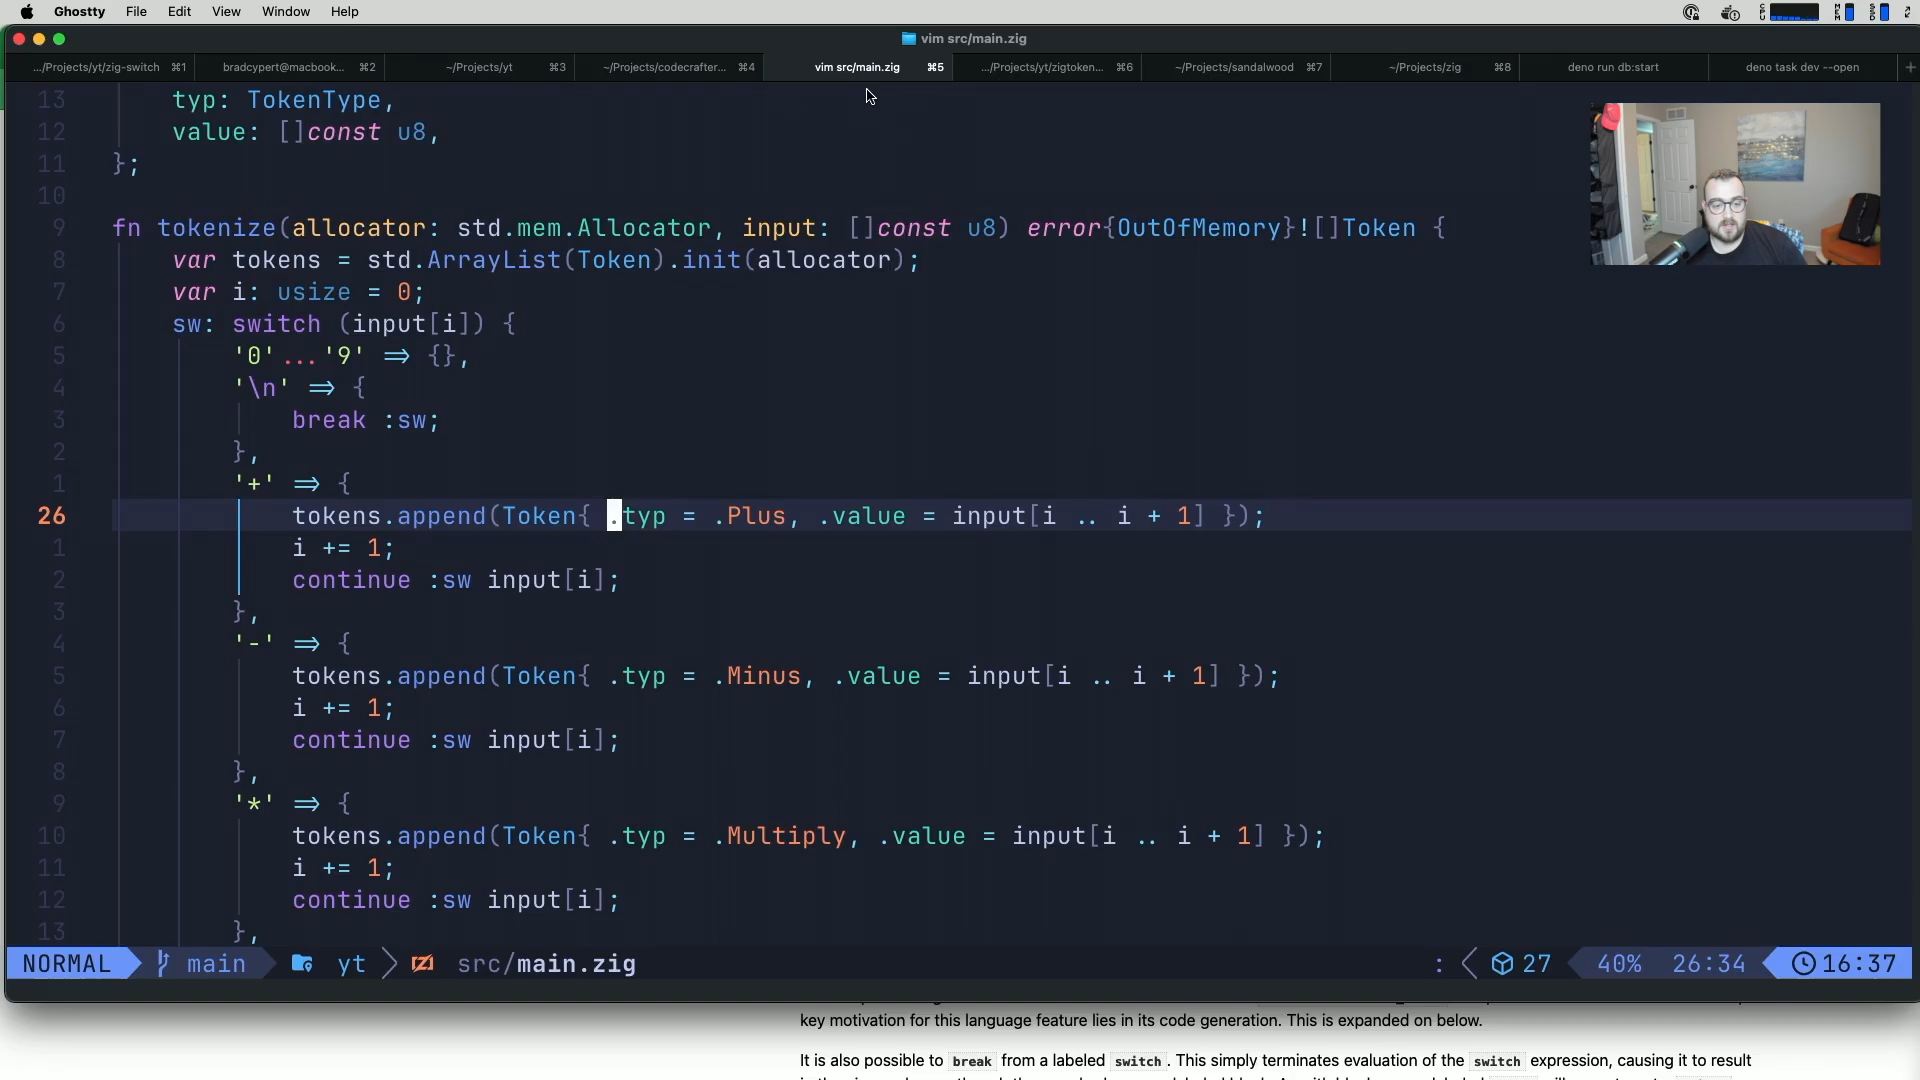 Ghostty File Edit View Window Help
vim src/main.zig
.../Projects/yt/zig-switch ⌘1 bradcypert@macbook... ⌘2 ~/Projects/yt ⌘3 ~/Projects/codecrafter... ⌘4 vim src/main.zig ⌘5 .../Projects/yt/zigtoken... ⌘6 ~/Projects/sandalwood ⌘7 ~/Projects/zig ⌘8 deno run db:start deno task dev --open +
13 typ: TokenType,
12 value: []const u8,
11 };
10
9 fn tokenize(allocator: std.mem.Allocator, input: []const u8) error{OutOfMemory}![]Token {
8 var tokens = std.ArrayList(Token).init(allocator);
7 var i: usize = 0;
6 sw: switch (input[i]) {
5 '0'...'9' => {},
4 '\n' => {
3 break :sw;
2 },
1 '+' => {
26 tokens.append(Token{ .typ = .Plus, .value = input[i .. i + 1] });
1 i += 1;
2 continue :sw input[i];
3 },
4 '-' => {
5 tokens.append(Token{ .typ = .Minus, .value = input[i .. i + 1] });
6 i += 1;
7 continue :sw input[i];
8 },
9 '*' => {
10 tokens.append(Token{ .typ = .Multiply, .value = input[i .. i + 1] });
11 i += 1;
12 continue :sw input[i];
13 },
NORMAL main yt src/main.zig : 27 40% 26:34 16:37
key motivation for this language feature lies in its code generation. This is expanded on below.
It is also possible to break from a labeled switch. This simply terminates evaluation of the switch expression, causing it to result